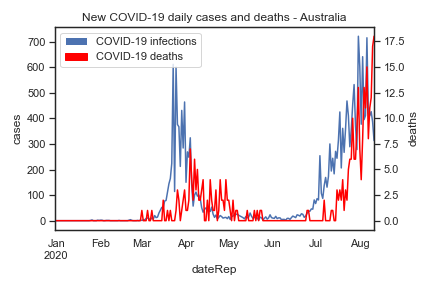 New COVID-19 daily cases and deaths - Australia
COVID-19 infections
COVID-19 deaths
700
600
500
400
300
200
100
0
cases
17.5
15.0
12.5
10.0
7.5
5.0
2.5
0.0
deaths
Jan Feb Mar Apr May Jun Jul Aug
2020
dateRep